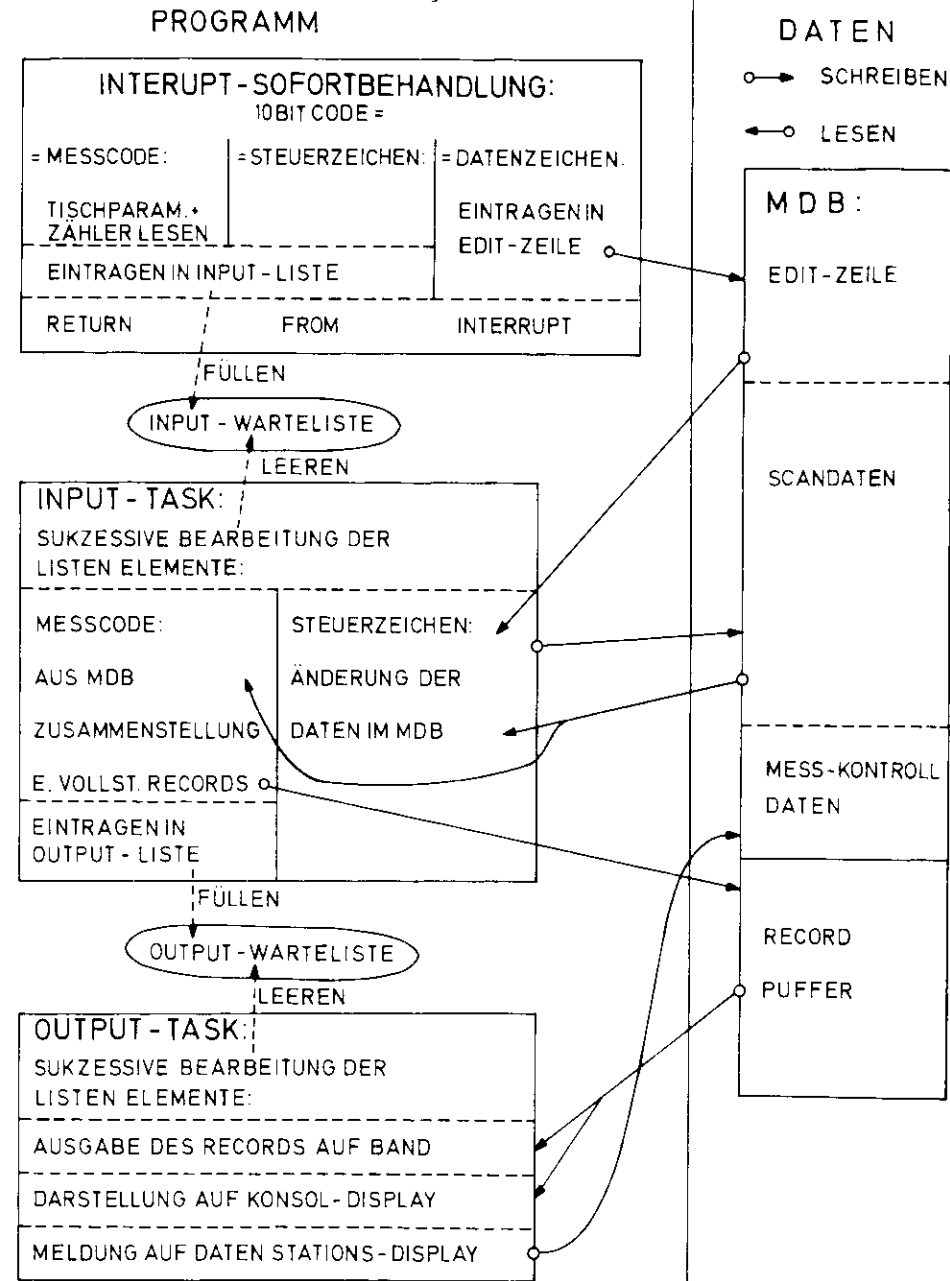 PROGRAMM
INTERUPT-SOFORTBEHANDLUNG:
10BIT CODE =
= MESSCODE:
TISCHPARAM.+
ZÄHLER LESEN
= STEUERZEICHEN:
= DATENZEICHEN.
EINTRAGEN IN
EDIT-ZEILE
EINTRAGEN IN INPUT-LISTE
RETURN FROM INTERRUPT
FÜLLEN
INPUT-WARTELISTE
LEEREN
INPUT-TASK:
SUKZESSIVE BEARBEITUNG DER
LISTEN ELEMENTE:
MESSCODE:
AUS MDB
ZUSAMMENSTELLUNG
E. VOLLST. RECORDS
EINTRAGEN IN
OUTPUT-LISTE
STEUERZEICHEN:
ÄNDERUNG DER
DATEN IM MDB
FÜLLEN
OUTPUT-WARTELISTE
LEEREN
OUTPUT-TASK:
SUKZESSIVE BEARBEITUNG DER
LISTEN ELEMENTE:
AUSGABE DES RECORDS AUF BAND
DARSTELLUNG AUF KONSOL-DISPLAY
MELDUNG AUF DATEN STATIONS-DISPLAY
DATEN
SCHREIBEN
LESEN
MDB:
EDIT-ZEILE
SCANDATEN
MESS-KONTROLL
DATEN
RECORD
PUFFER